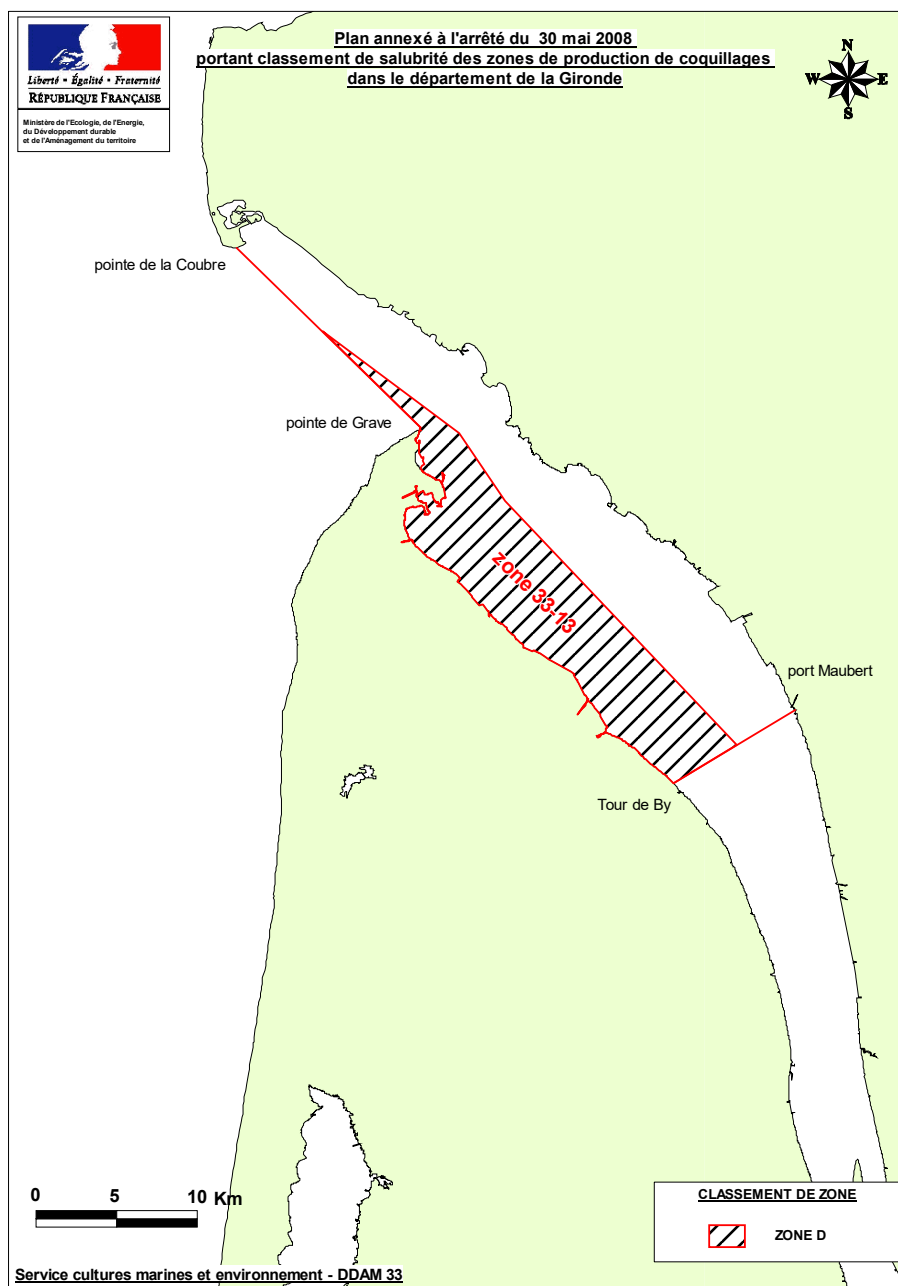 Plan annexé à l'arrêté du 30 mai 2008
portant classement de salubrité des zones de production de coquillages
dans le département de la Gironde
Liberté • Égalité • Fraternité
RÉPUBLIQUE FRANÇAISE
Ministère de l'Ecologie, de l'Energie,
du Développement durable
et de l'Aménagement du territoire
N
W E
S
pointe de la Coubre
pointe de Grave
zone 33-13
port Maubert
Tour de By
0 5 10 Km
CLASSEMENT DE ZONE
ZONE D
Service cultures marines et environnement - DDAM 33